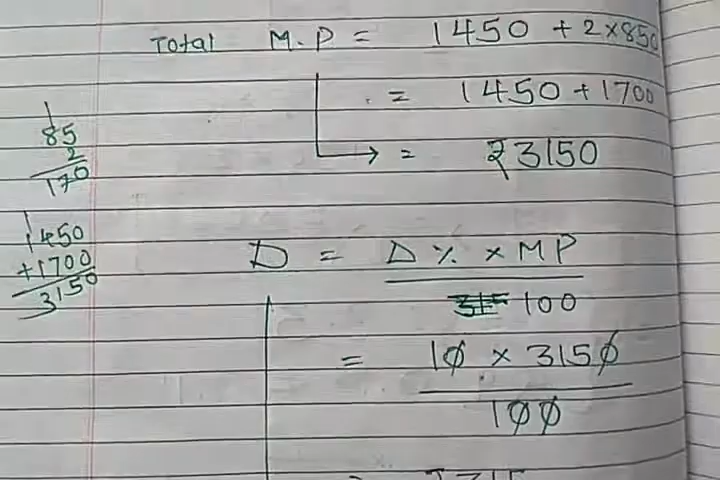 Total M.P = 1450 + 2×850
= 1450 + 1700
= ₹3150
85
2
170
1450
+1700
3150
D = D% × MP
100
= 10 × 3150
100
=